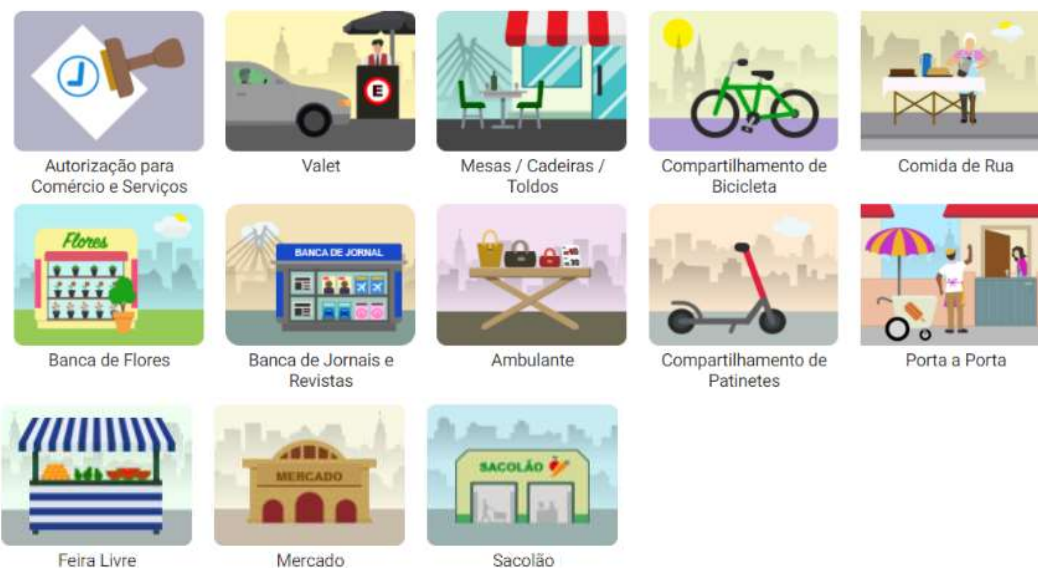 E
Autorização para
Comércio e Serviços
Valet
Mesas / Cadeiras /
Toldos
Compartilhamento de
Bicicleta
Comida de Rua
Flores
BANCA DE JORNAL
Banca de Flores
Banca de Jornais e
Revistas
Ambulante
Compartilhamento de
Patinetes
Porta a Porta
MERCADO
SACOLÃO
Feira Livre
Mercado
Sacolão